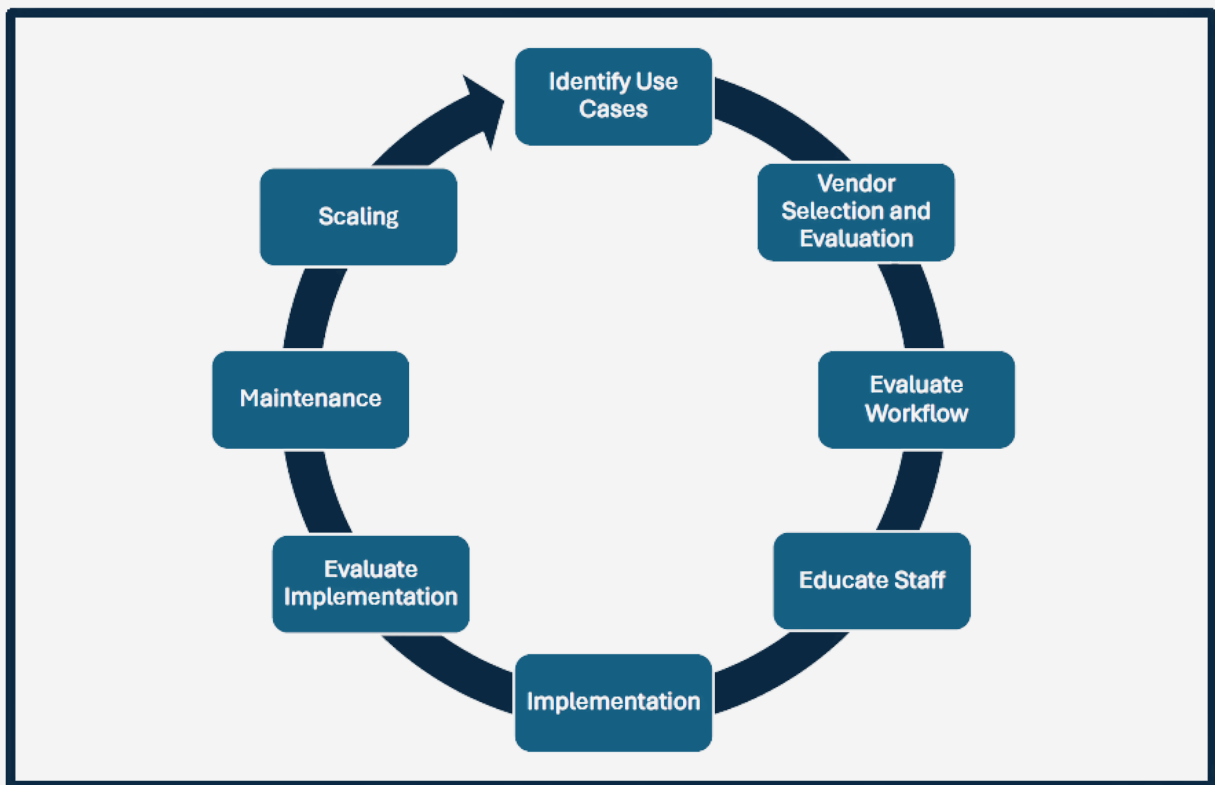 Identify Use
Cases
Vendor
Selection and
Evaluation
Evaluate
Workflow
Educate Staff
Implementation
Evaluate
Implementation
Maintenance
Scaling